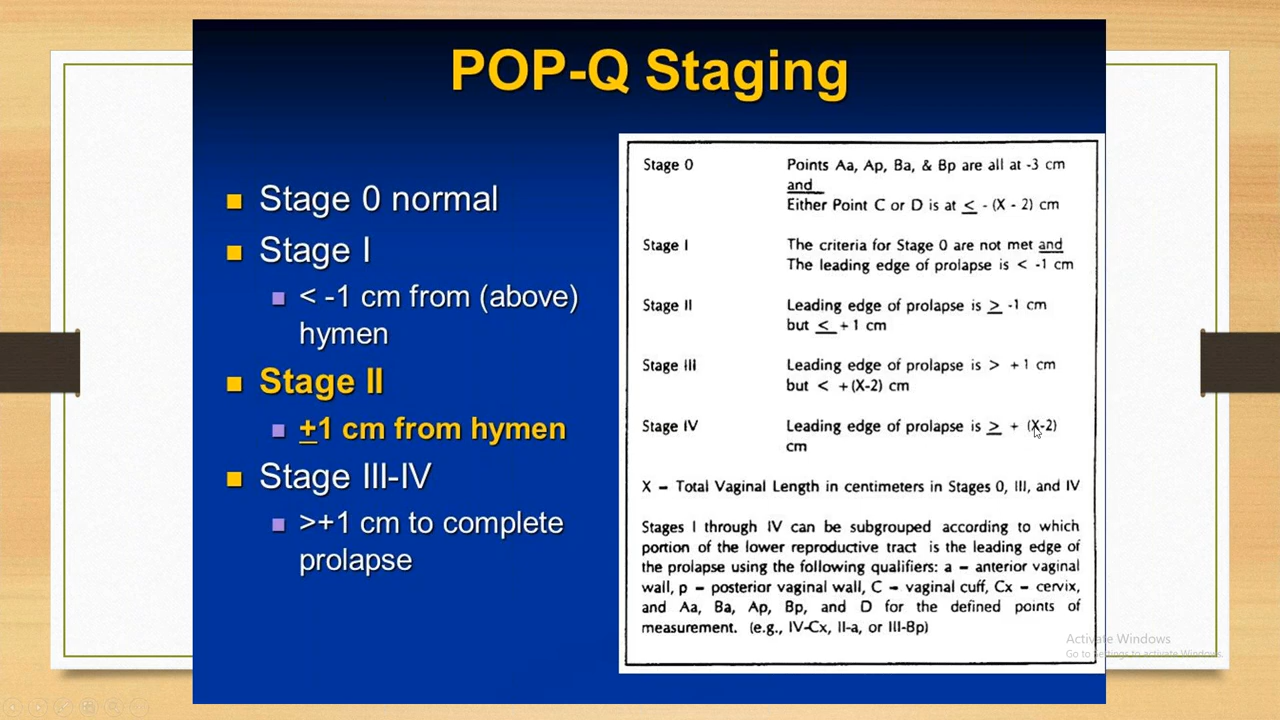 POP-Q Staging
Stage 0 normal
Stage I
< -1 cm from (above)
hymen
Stage II
±1 cm from hymen
Stage III-IV
>+1 cm to complete
prolapse
Stage 0 Points Aa, Ap, Ba, & Bp are all at -3 cm
and
Either Point C or D is at ≤ - (X - 2) cm
Stage I The criteria for Stage 0 are not met and
The leading edge of prolapse is < -1 cm
Stage II Leading edge of prolapse is ≥ -1 cm
but ≤ +1 cm
Stage III Leading edge of prolapse is > +1 cm
but < +(X-2) cm
Stage IV Leading edge of prolapse is ≥ + (X-2)
cm
X = Total Vaginal Length in centimeters in Stages 0, III, and IV
Stages I through IV can be subgrouped according to which
portion of the lower reproductive tract is the leading edge of
the prolapse using the following qualifiers: a = anterior vaginal
wall, p = posterior vaginal wall, C = vaginal cuff, Cx = cervix,
and Aa, Ba, Ap, Bp, and D for the defined points of
measurement. (e.g., IV-Cx, II-a, or III-Bp)
Activate Windows
Go to Settings to activate Windows.